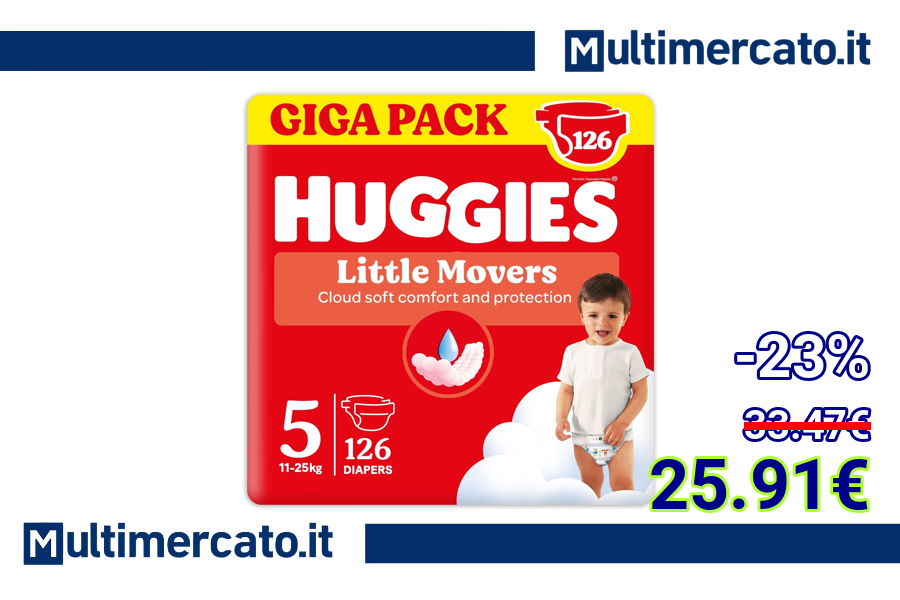 Multimercato.it
GIGA PACK
126
HUGGIES
Little Movers
Cloud soft comfort and protection
5
11-25kg
126
DIAPERS
-23%
33.47€
25.91€
Multimercato.it